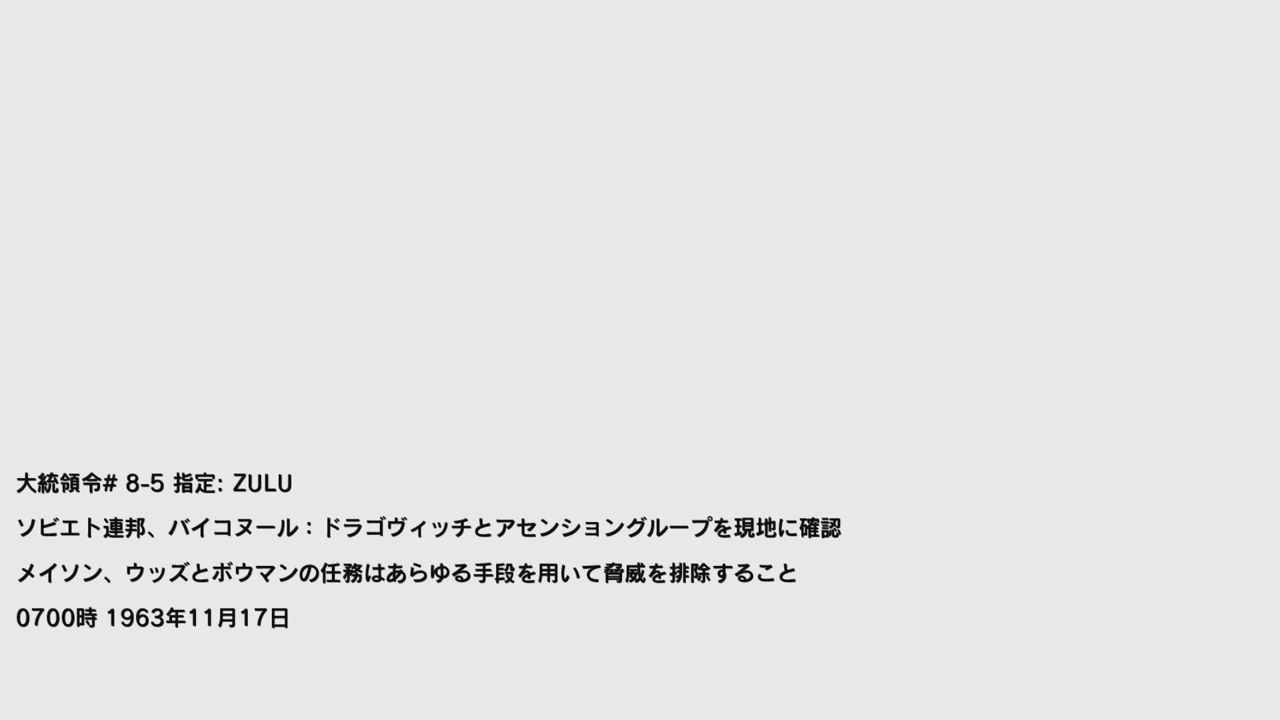 大統領令# 8-5 指定: ZULU
ソビエト連邦、バイコヌール：ドラゴヴィッチとアセンショングループを現地に確認
メイソン、ウッズとボウマンの任務はあらゆる手段を用いて脅威を排除すること
0700時 1963年11月17日